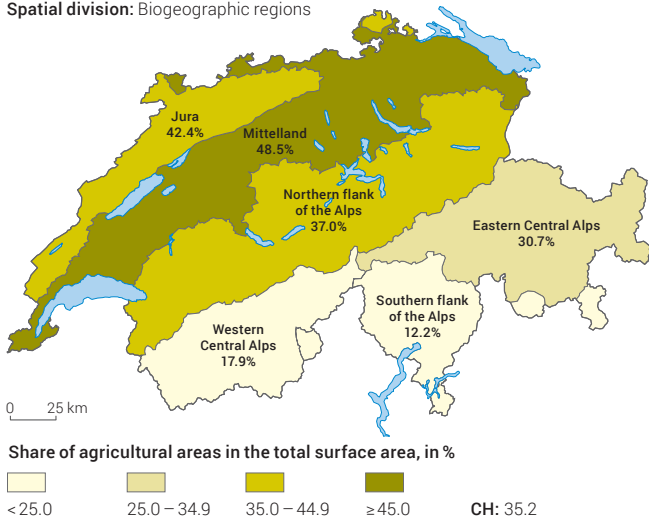 Spatial division: Biogeographic regions
Jura
42.4%
Mittelland
48.5%
Northern flank
of the Alps
37.0%
Eastern Central Alps
30.7%
Southern flank
of the Alps
12.2%
Western
Central Alps
17.9%
0 25 km
Share of agricultural areas in the total surface area, in %
<25.0 25.0 – 34.9 35.0 – 44.9 ≥45.0 CH: 35.2